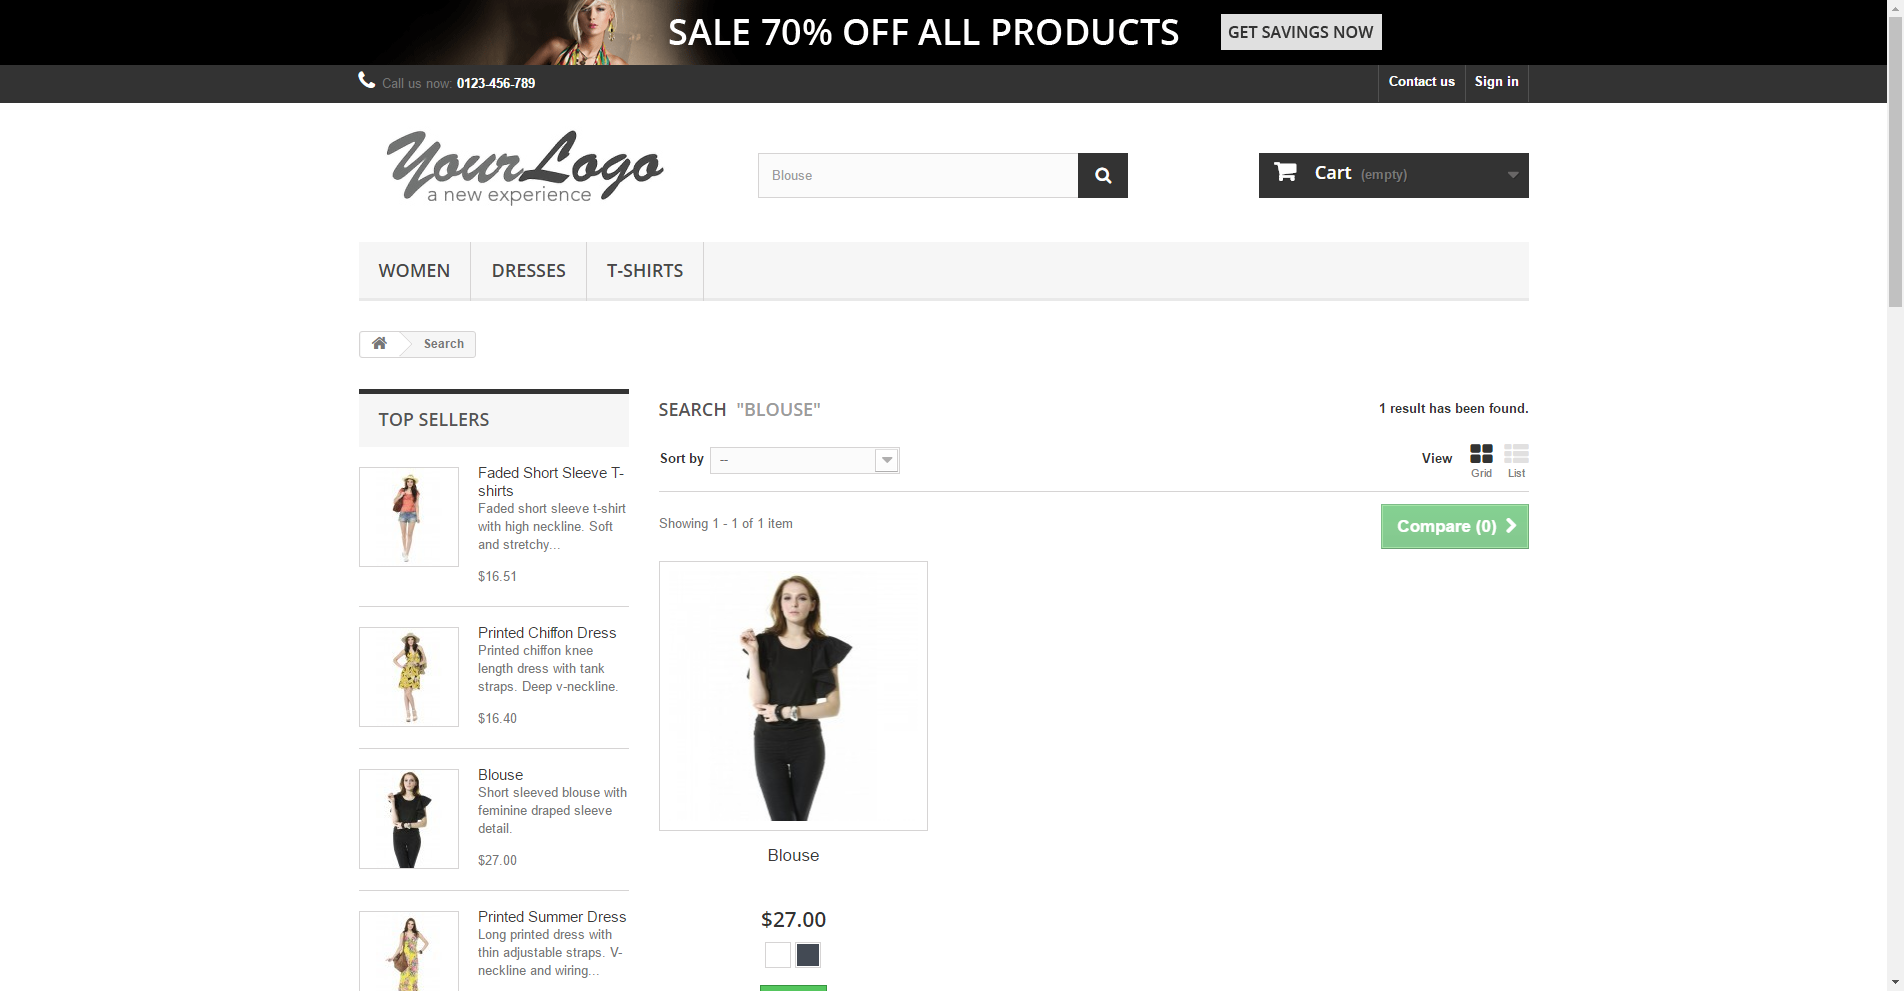 SALE 70% OFF ALL PRODUCTS
GET SAVINGS NOW
Call us now: 0123-456-789
Contact us
Sign in
YourLogo
a new experience
Blouse
Cart (empty)
WOMEN
DRESSES
T-SHIRTS
Search
TOP SELLERS
Faded Short Sleeve T-
shirts
Faded short sleeve t-shirt
with high neckline. Soft
and stretchy...
$16.51
Printed Chiffon Dress
Printed chiffon knee
length dress with tank
straps. Deep v-neckline.
$16.40
Blouse
Short sleeved blouse with
feminine draped sleeve
detail.
$27.00
Printed Summer Dress
Long printed dress with
thin adjustable straps. V-
neckline and wiring...
SEARCH "BLOUSE"
1 result has been found.
Sort by --
View
Grid
List
Showing 1 - 1 of 1 item
Compare (0)
Blouse
$27.00